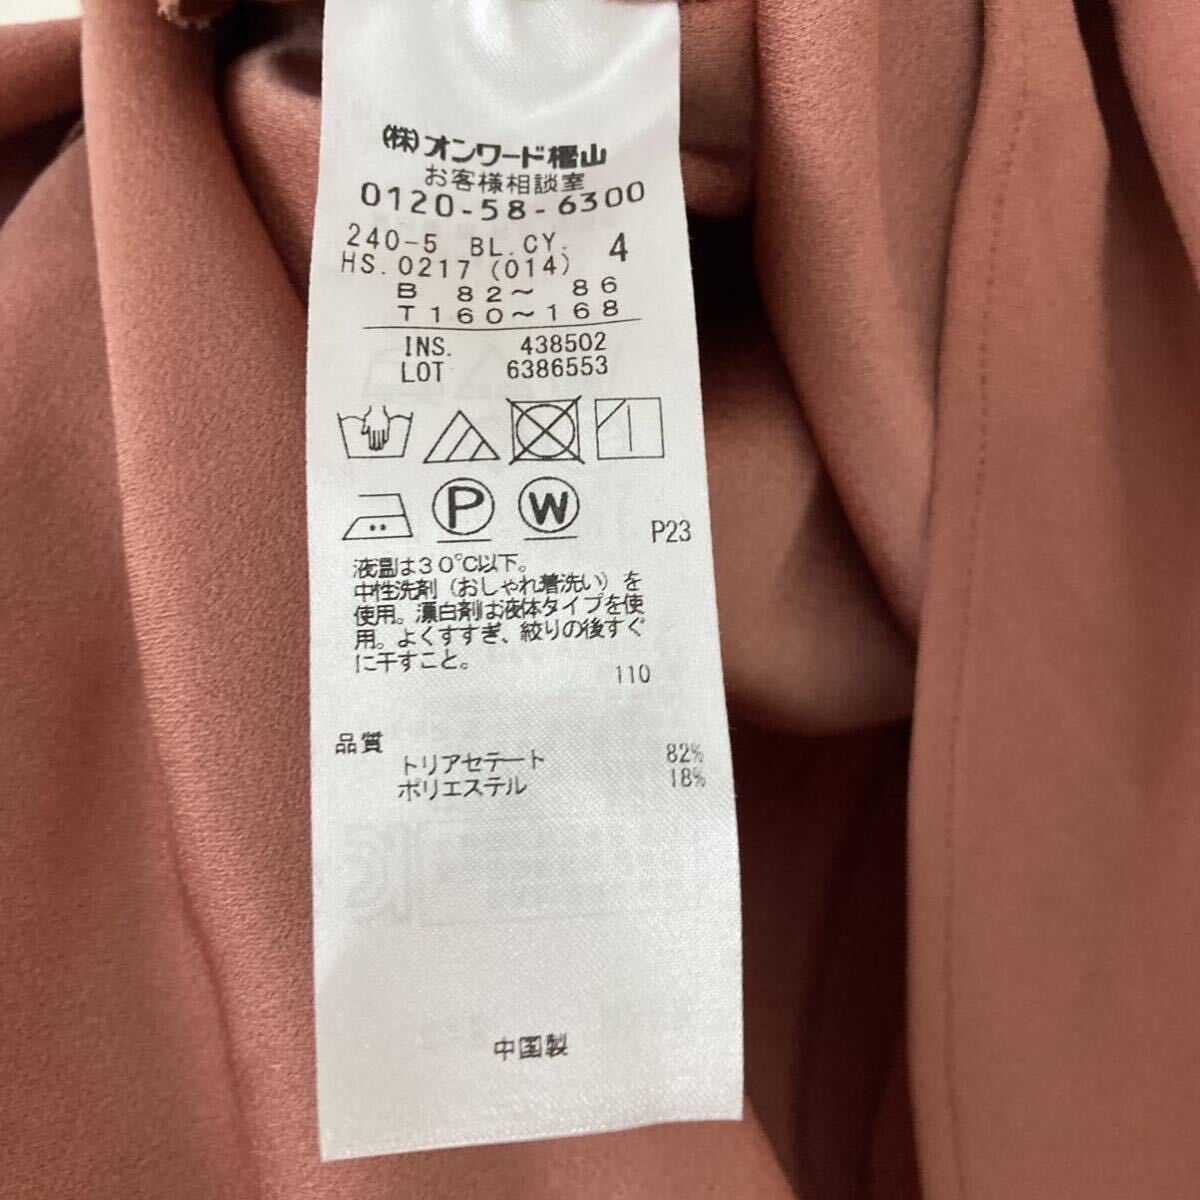 (株)オンワード樫山
お客様相談室
0120-58-6300
240-5 BL.CY. 4
HS.0217 (014)
B 82～ 86
T160～168
INS. 438502
LOT 6386553
P W
P23
液温は30℃以下。
中性洗剤（おしゃれ着洗い）を
使用。漂白剤は液体タイプを使
用。よくすすぎ、絞りの後すぐ
に干すこと。
110
品質
トリアセテート 82%
ポリエステル 18%
中国製